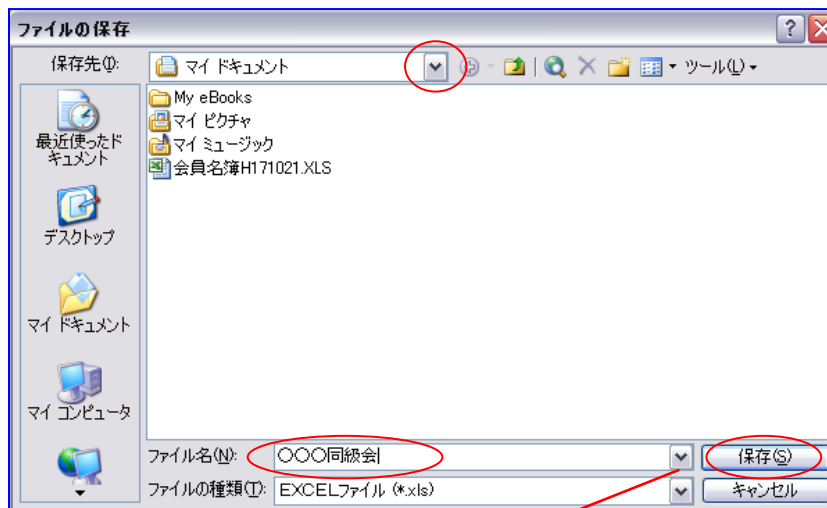 ファイルの保存
保存先(I):
マイ ドキュメント
ツール(L)
最近使ったド
キュメント
デスクトップ
マイ ドキュメント
マイ コンピュータ
My eBooks
マイ ピクチャ
マイ ミュージック
会員名簿H171021.XLS
ファイル名(N):
〇〇〇同級会
保存(S)
ファイルの種類(T):
EXCELファイル (*.xls)
キャンセル